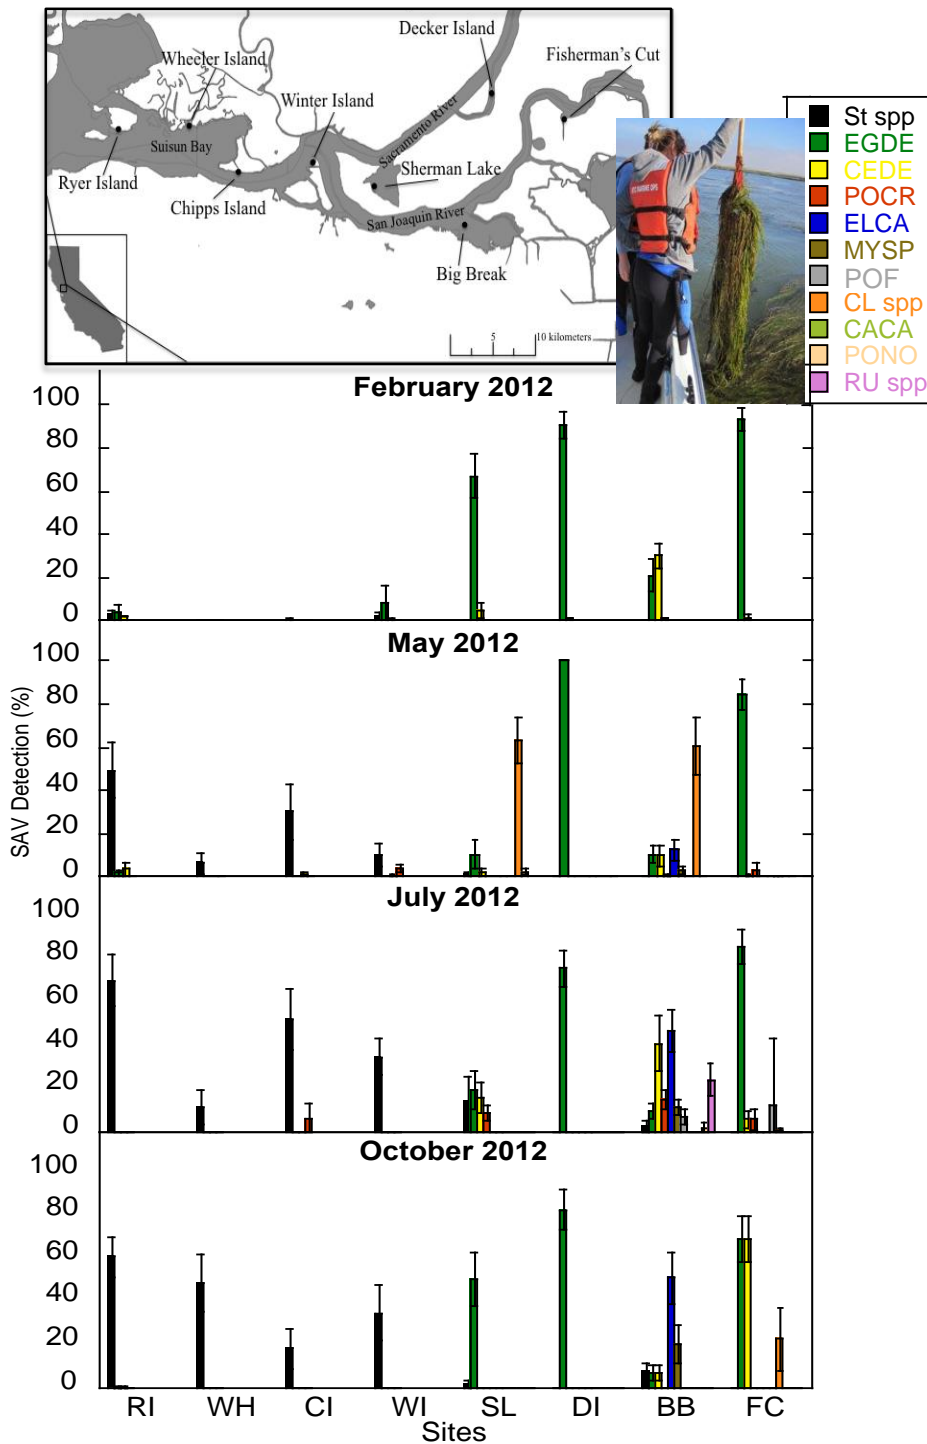 Decker Island
Fisherman's Cut
Wheeler Island
Winter Island
Sacramento River
Suisun Bay
Sherman Lake
Ryer Island
Chipps Island
San Joaquin River
Big Break
5
10 kilometers
St spp
EGDE
CEDE
POCR
ELCA
MYSP
POF
CL spp
CACA
PONO
RU spp
February 2012
100
80
60
40
20
0
May 2012
100
80
60
40
20
0
SAV Detection (%)
July 2012
100
80
60
40
20
0
October 2012
100
80
60
40
20
0
RI WH CI WI SL DI BB FC
Sites